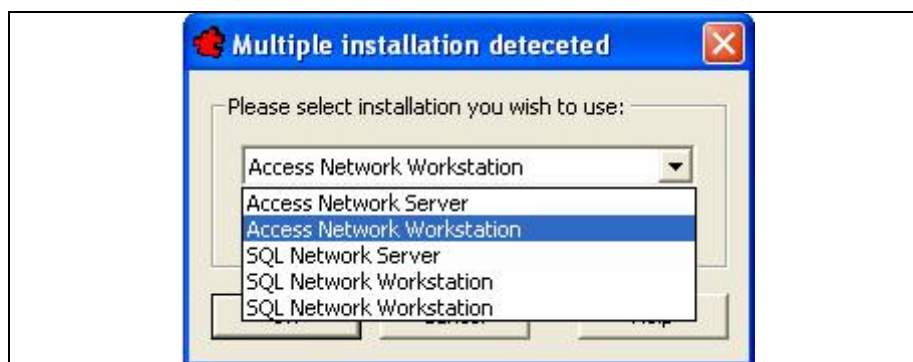 Multiple installation deteceted
Please select installation you wish to use:
Access Network Workstation
Access Network Server
Access Network Workstation
SQL Network Server
SQL Network Workstation
SQL Network Workstation